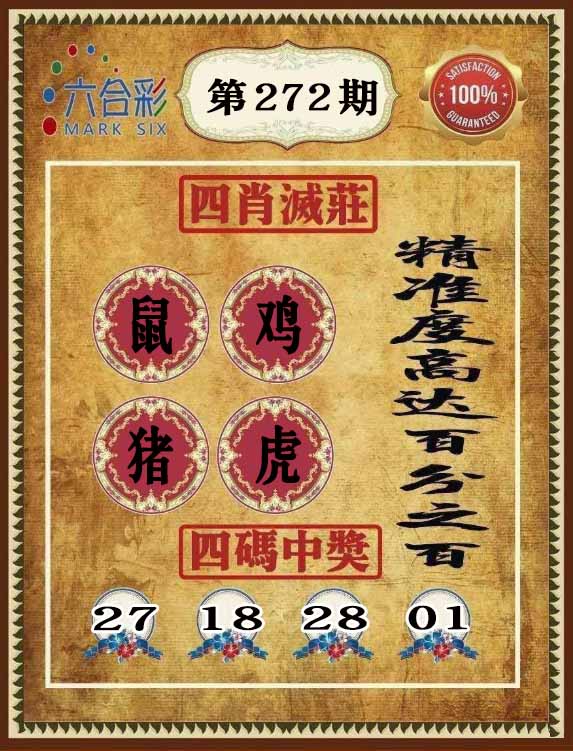 六合彩
MARK SIX
第272期
SATISFACTION
100%
GUARANTEED
四肖滅莊
鼠 鸡
猪 虎
精准度高达百分之百
四碼中獎
27 18 28 01